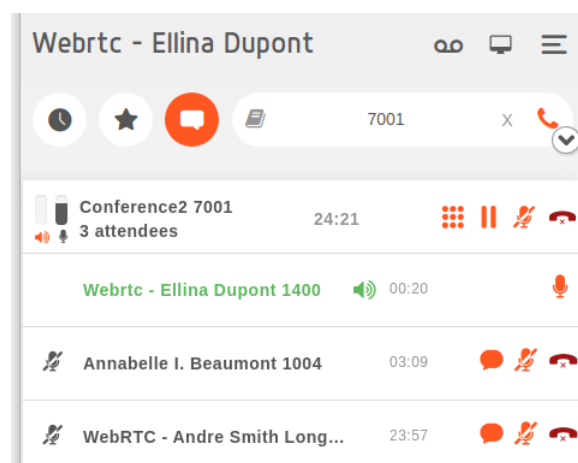 Webrtc - Ellina Dupont
7001 X
Conference2 7001
24:21
3 attendees
Webrtc - Ellina Dupont 1400 00:20
Annabelle I. Beaumont 1004 03:09
WebRTC - Andre Smith Long... 23:57